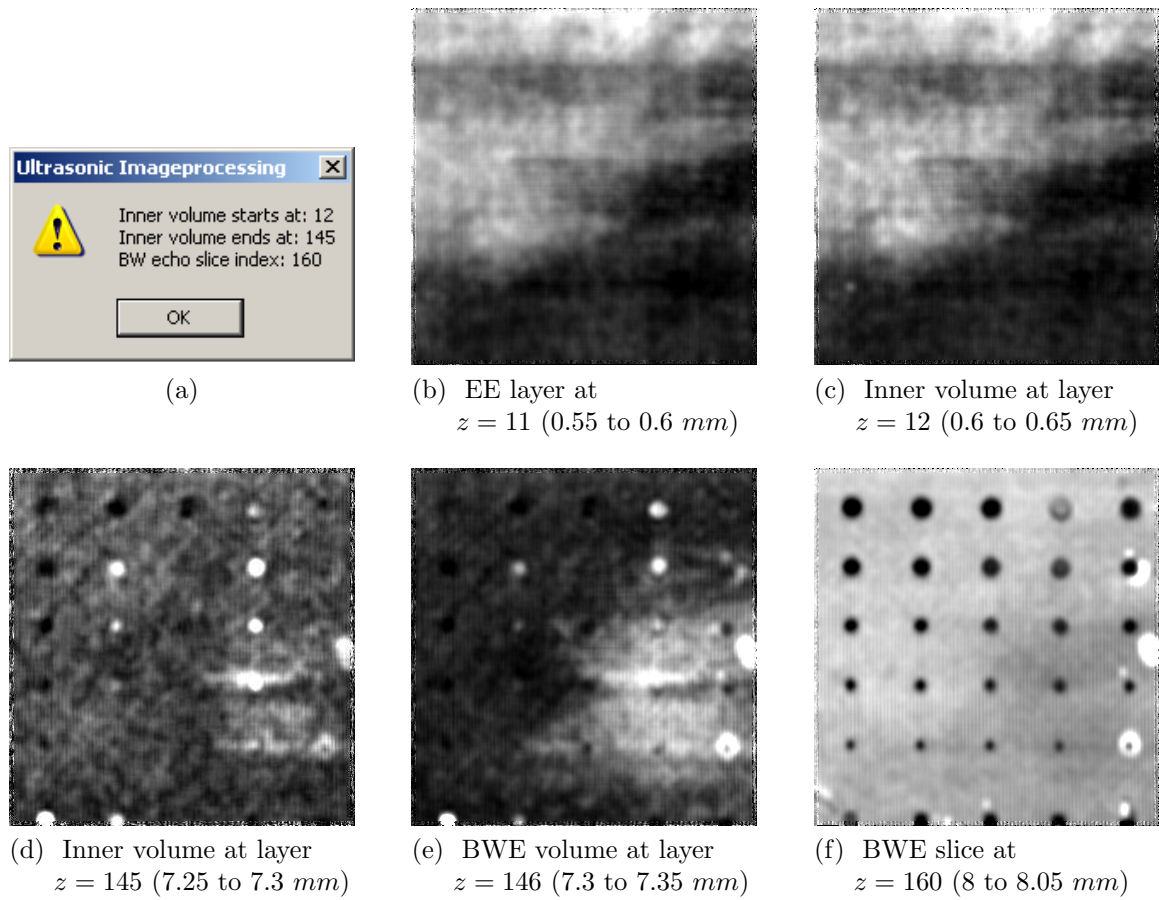 Ultrasonic Imageprocessing
Inner volume starts at: 12
Inner volume ends at: 145
BW echo slice index: 160
OK
(a)
(b) EE layer at
z = 11 (0.55 to 0.6 mm)
(c) Inner volume at layer
z = 12 (0.6 to 0.65 mm)
(d) Inner volume at layer
z = 145 (7.25 to 7.3 mm)
(e) BWE volume at layer
z = 146 (7.3 to 7.35 mm)
(f) BWE slice at
z = 160 (8 to 8.05 mm)